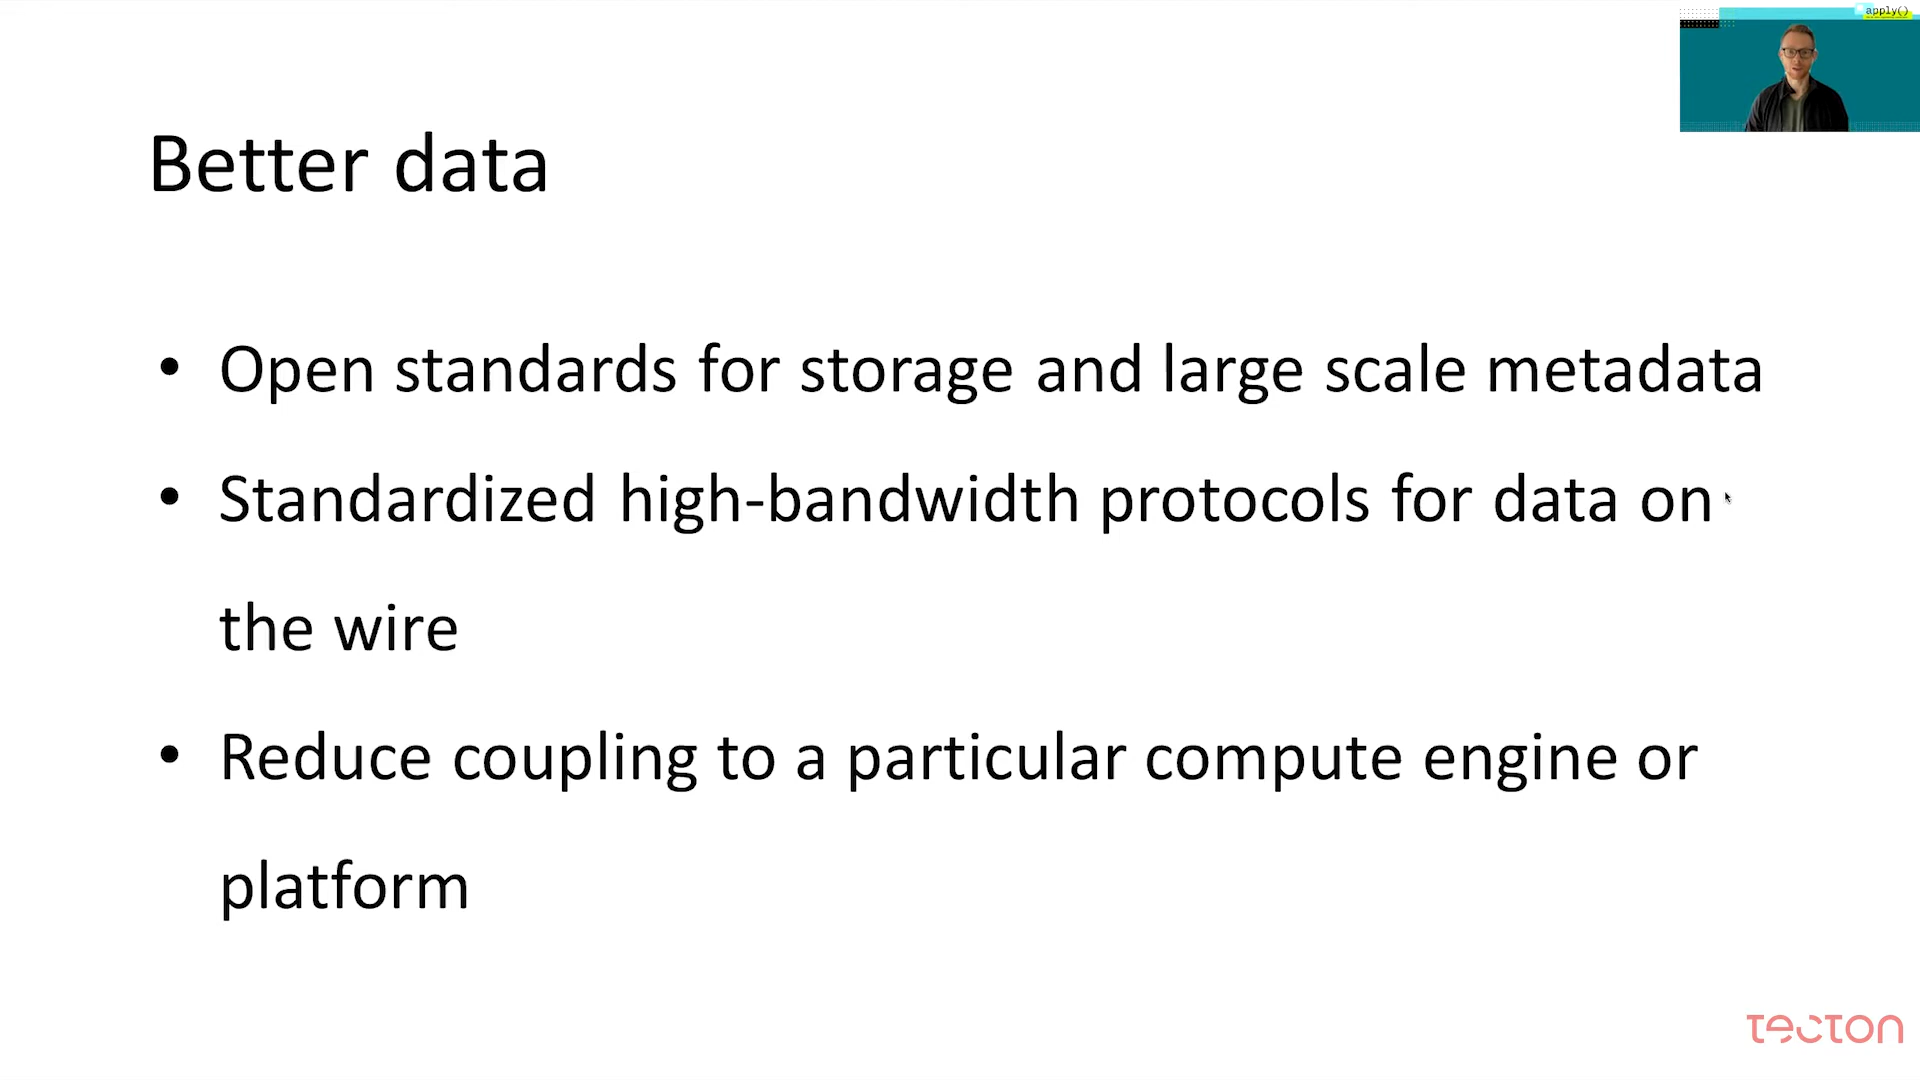 apply()
Better data
• Open standards for storage and large scale metadata
• Standardized high-bandwidth protocols for data on
the wire
• Reduce coupling to a particular compute engine or
platform
tecton